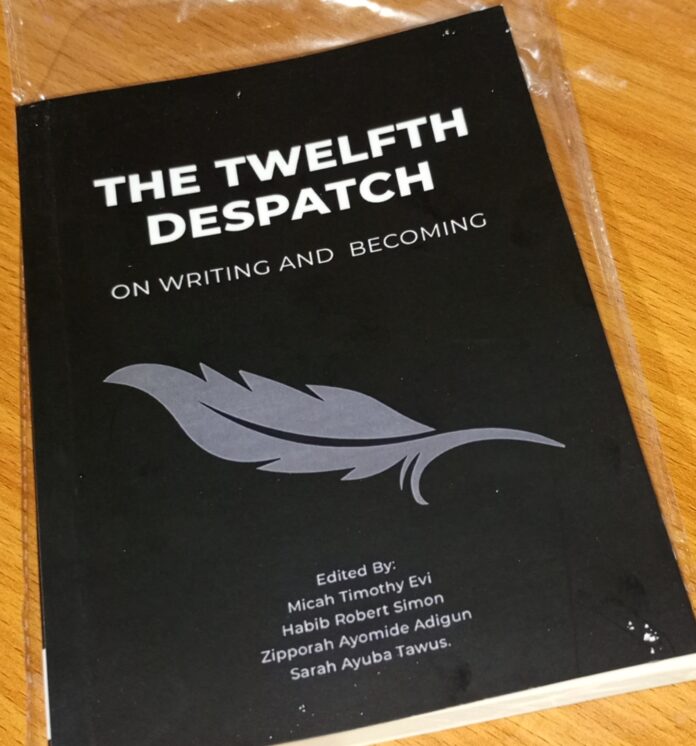 THE TWELFTH
DESPATCH
ON WRITING AND BECOMING
Edited By:
Micah Timothy Evi
Habib Robert Simon
Zipporah Ayomide Adigun
Sarah Ayuba Tawus.